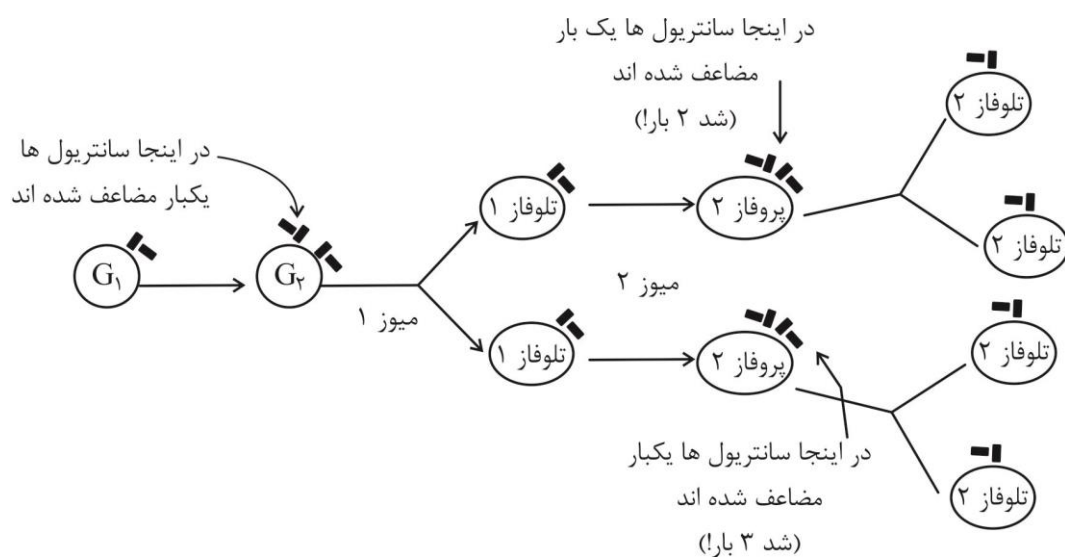 در اینجا سانتریول ها یک بار
مضاعف شده اند
(شد ۲ بار!)
در اینجا سانتریول ها
یکبار مضاعف شده اند
تلوفاز ۲
تلوفاز ۱
پروفاز ۲
تلوفاز ۲
G۱
G۲
میوز ۱
میوز ۲
تلوفاز ۱
پروفاز ۲
تلوفاز ۲
در اینجا سانتریول ها یکبار
مضاعف شده اند
(شد ۳ بار!)
تلوفاز ۲